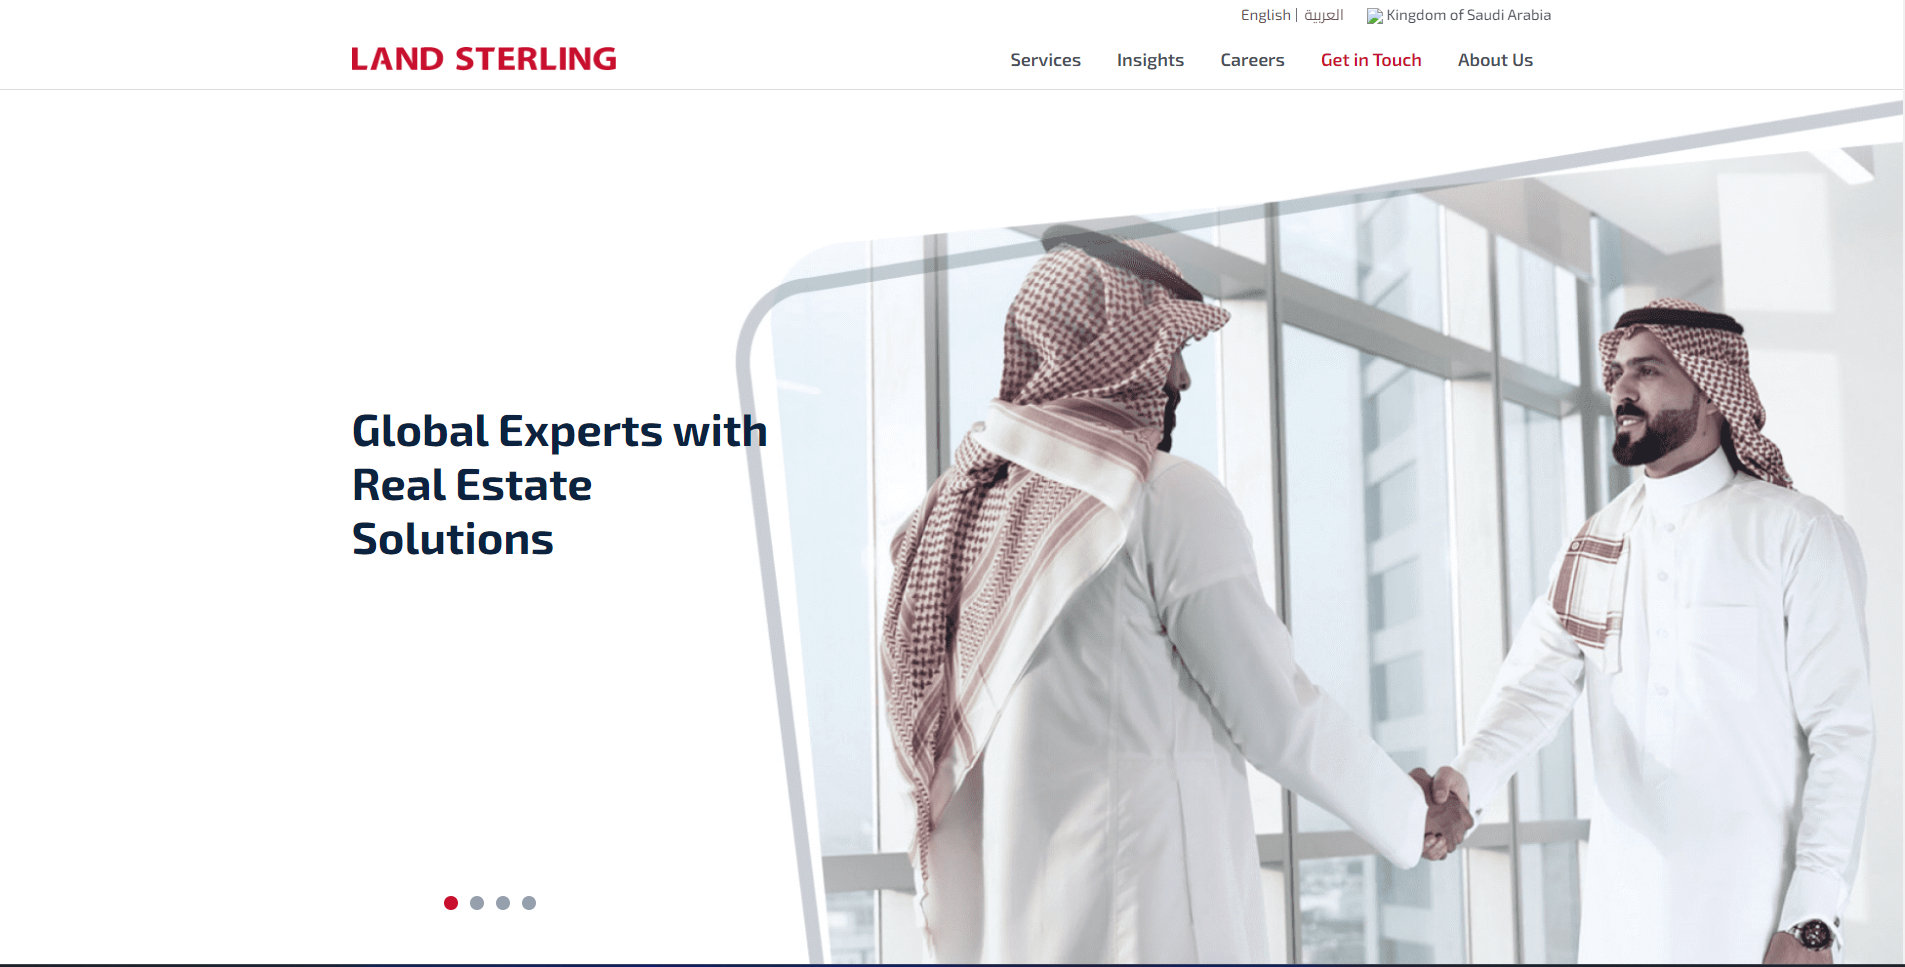 English | العربية Kingdom of Saudi Arabia
LAND STERLING
Services Insights Careers Get in Touch About Us
Global Experts with
Real Estate
Solutions